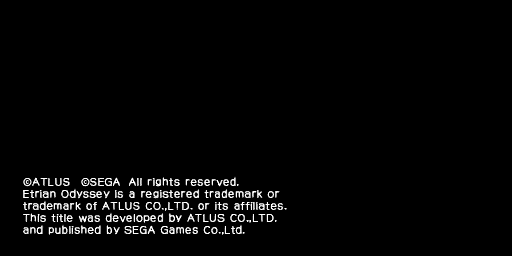 ©ATLUS ©SEGA All rights reserved.
Etrian Odyssey is a registered trademark or
trademark of ATLUS CO.,LTD. or its affiliates.
This title was developed by ATLUS CO.,LTD.
and published by SEGA Games Co.,Ltd.